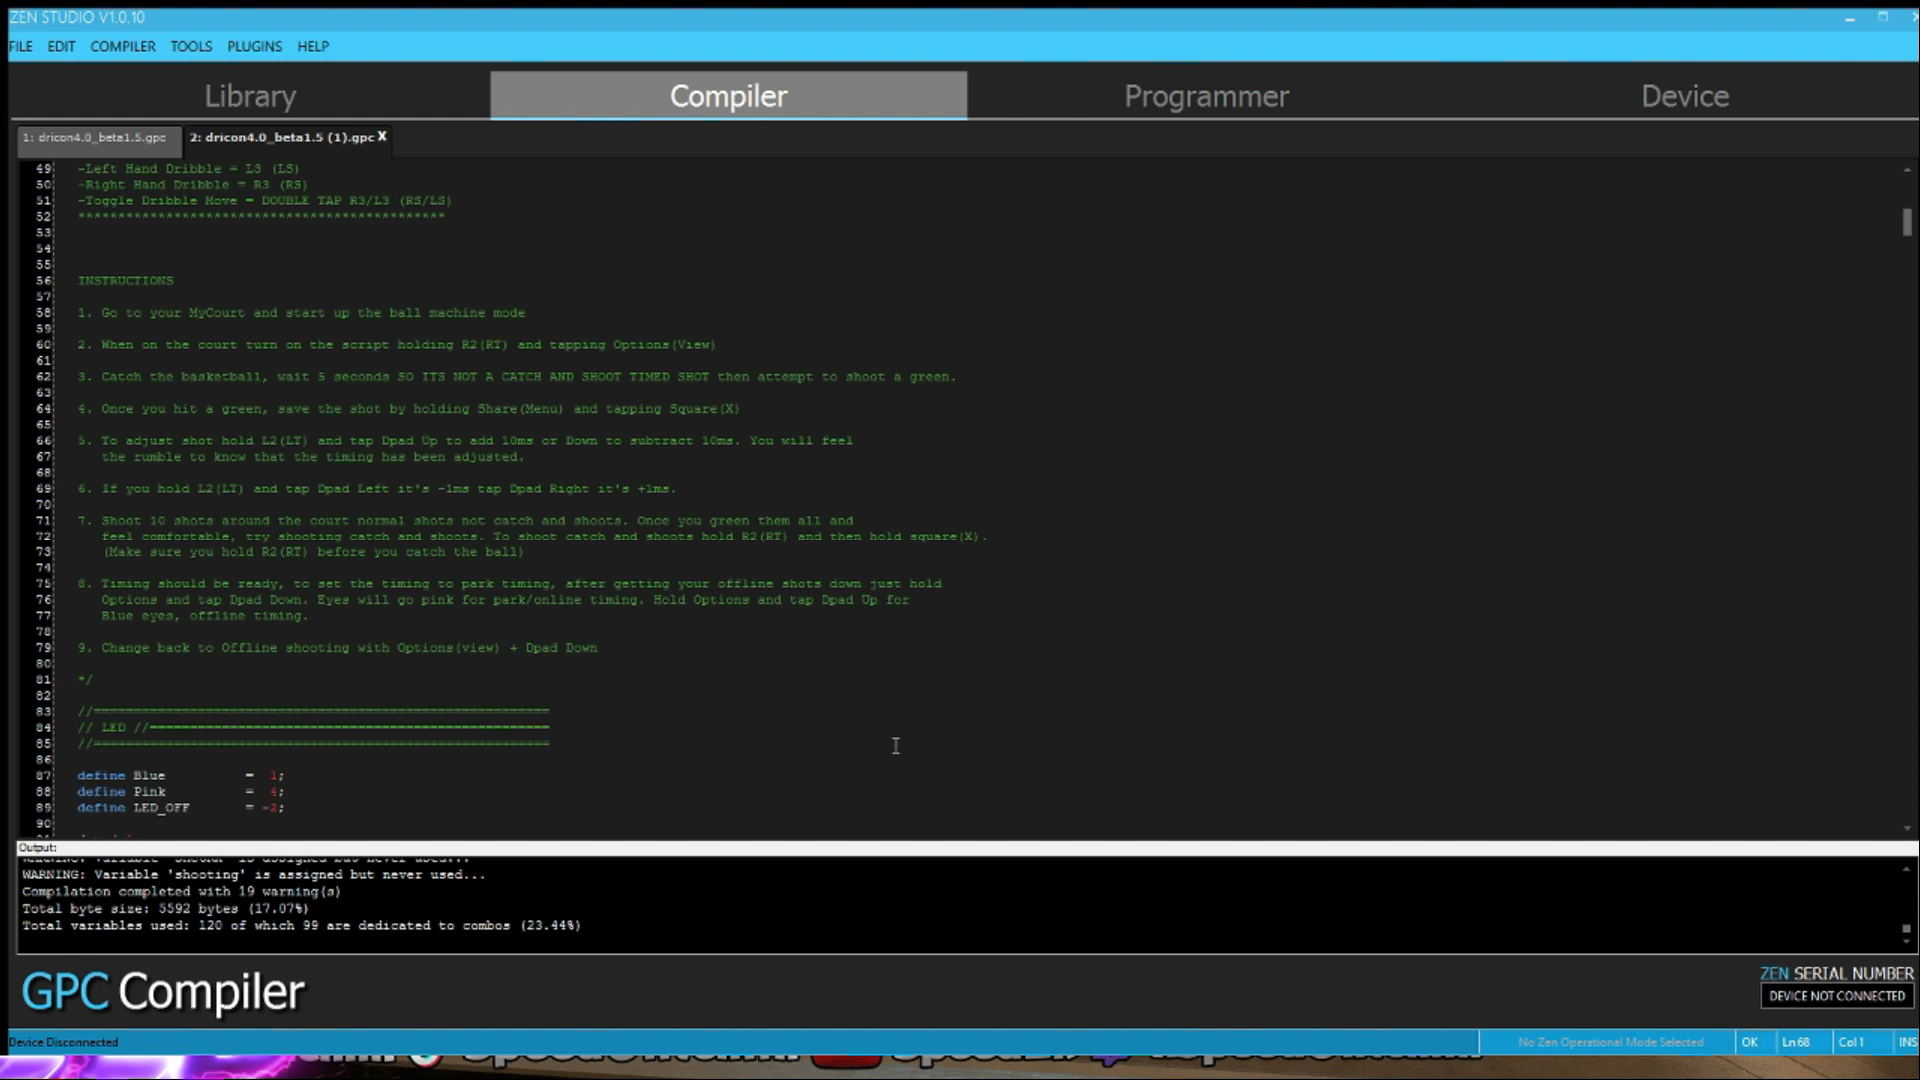 ZEN STUDIO V1.0.10
FILE EDIT COMPILER TOOLS PLUGINS HELP
Library Compiler Programmer Device
1: dricon4.0_beta1.5.gpc 2: dricon4.0_beta1.5 (1).gpc X
49 -Left Hand Dribble = L3 (LS)
50 -Right Hand Dribble = R3 (RS)
51 -Toggle Dribble Move = DOUBLE TAP R3/L3 (RS/LS)
52 **********************************************
53
54
55
56 INSTRUCTIONS
57
58 1. Go to your MyCourt and start up the ball machine mode
59
60 2. When on the court turn on the script holding R2(RT) and tapping Options(View)
61
62 3. Catch the basketball, wait 5 seconds SO ITS NOT A CATCH AND SHOOT TIMED SHOT then attempt to shoot a green.
63
64 4. Once you hit a green, save the shot by holding Share(Menu) and tapping Square(X)
65
66 5. To adjust shot hold L2(LT) and tap Dpad Up to add 10ms or Down to subtract 10ms. You will feel
67 the rumble to know that the timing has been adjusted.
68
69 6. If you hold L2(LT) and tap Dpad Left it's -1ms tap Dpad Right it's +1ms.
70
71 7. Shoot 10 shots around the court normal shots not catch and shoots. Once you green them all and
72 feel comfortable, try shooting catch and shoots. To shoot catch and shoots hold R2(RT) and then hold square(X).
73 (Make sure you hold R2(RT) before you catch the ball)
74
75 8. Timing should be ready, to set the timing to park timing, after getting your offline shots down just hold
76 Options and tap Dpad Down. Eyes will go pink for park/online timing. Hold Options and tap Dpad Up for
77 Blue eyes, offline timing.
78
79 9. Change back to Offline shooting with Options(view) + Dpad Down
80
81 */
82
83 //=========================================================
84 // LED //==================================================
85 //=========================================================
86
87 define Blue = 1;
88 define Pink = 4;
89 define LED_OFF = -2;
90
Output:
WARNING: Variable 'shooting' is assigned but never used...
Compilation completed with 19 warning(s)
Total byte size: 5592 bytes (17.07%)
Total variables used: 120 of which 99 are dedicated to combos (23.44%)
GPC Compiler
ZEN SERIAL NUMBER
DEVICE NOT CONNECTED
Device Disconnected No Zen Operational Mode Selected OK Ln68 Col1 INS